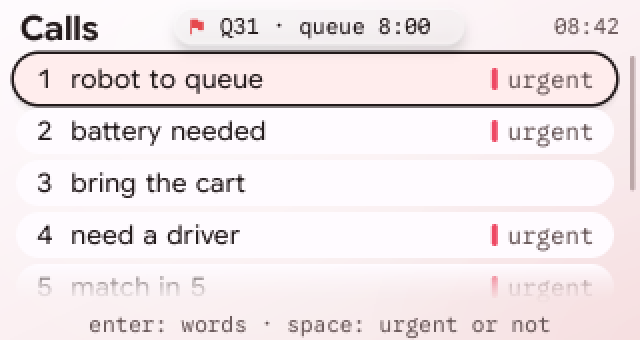 Calls
Q31 · queue 8:00
08:42
1 robot to queue urgent
2 battery needed urgent
3 bring the cart
4 need a driver urgent
5 match in 5 urgent
enter: words · space: urgent or not